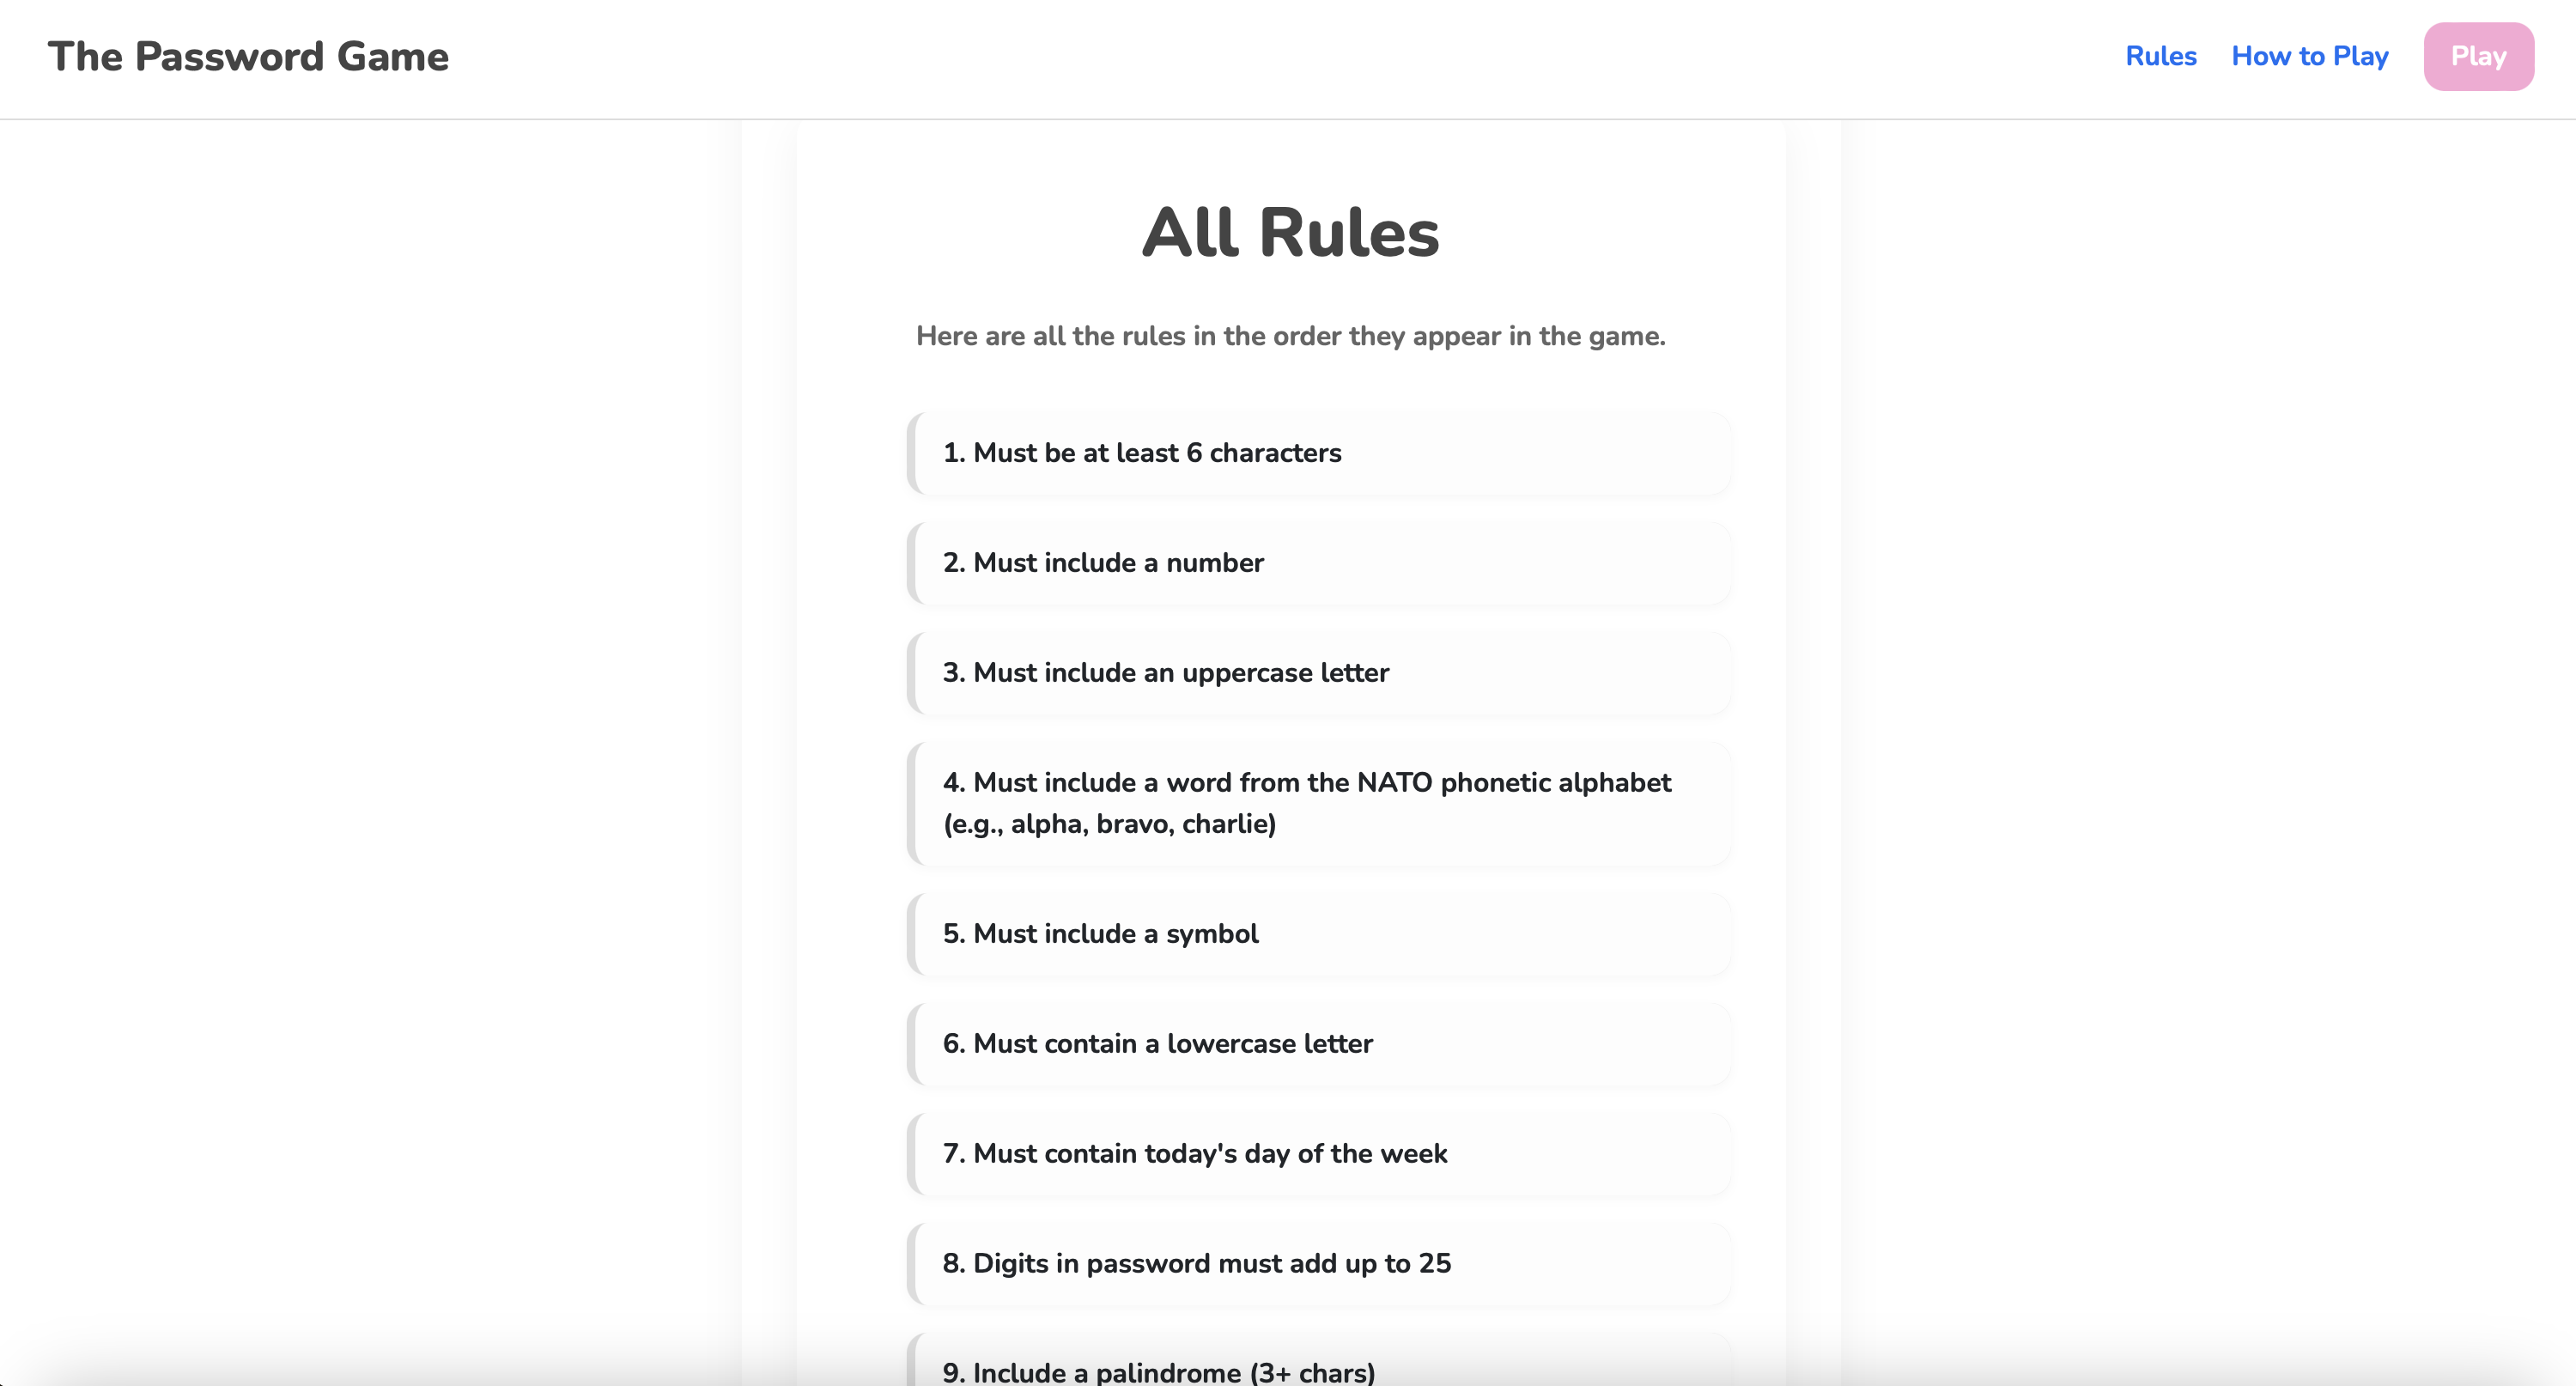 The Password Game
Rules
How to Play
Play
All Rules
Here are all the rules in the order they appear in the game.
1. Must be at least 6 characters
2. Must include a number
3. Must include an uppercase letter
4. Must include a word from the NATO phonetic alphabet
(e.g., alpha, bravo, charlie)
5. Must include a symbol
6. Must contain a lowercase letter
7. Must contain today's day of the week
8. Digits in password must add up to 25
9. Include a palindrome (3+ chars)